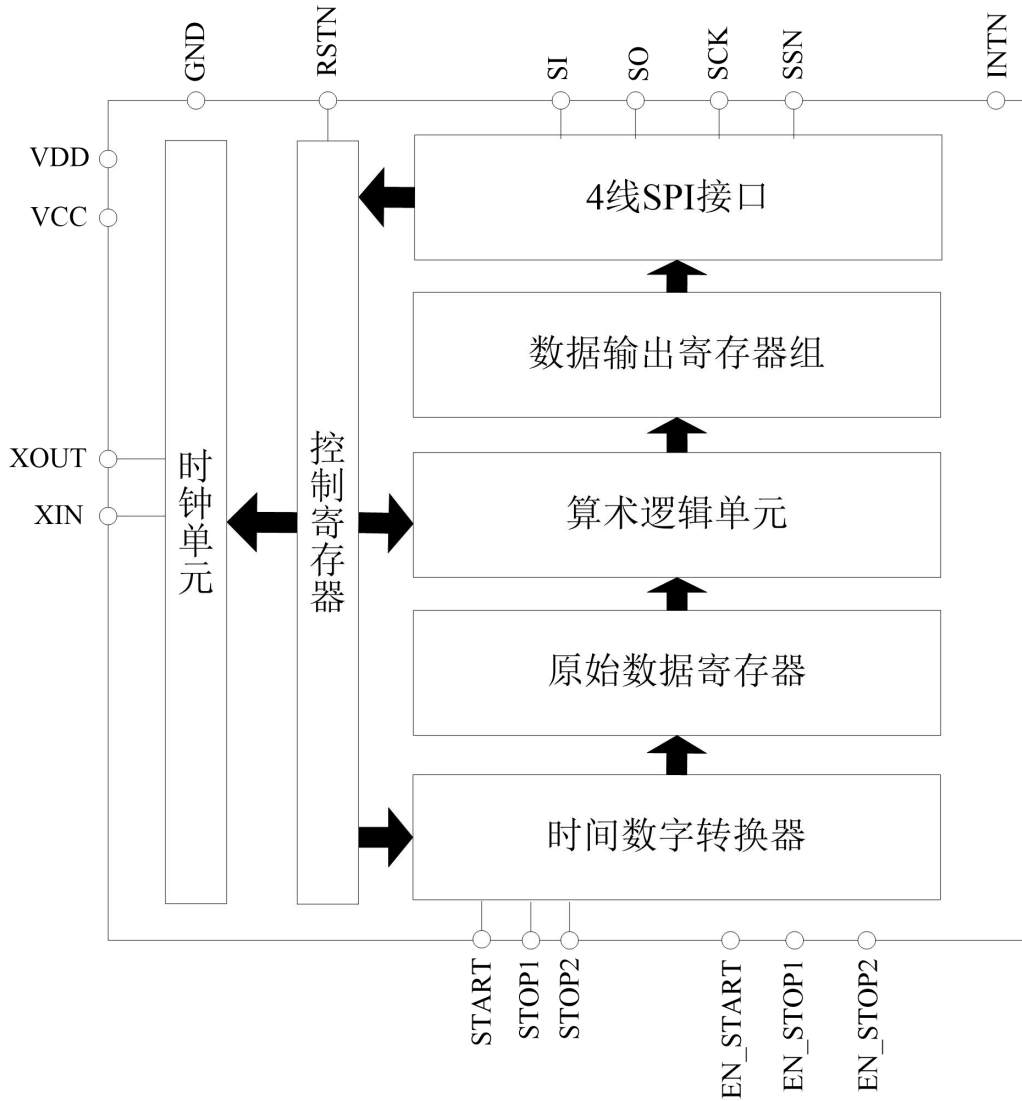 GND
RSTN
SI
SO
SCK
SSN
INTN
VDD
VCC
XOUT
XIN
时钟单元
控制寄存器
4线SPI接口
数据输出寄存器组
算术逻辑单元
原始数据寄存器
时间数字转换器
START
STOP1
STOP2
EN_START
EN_STOP1
EN_STOP2